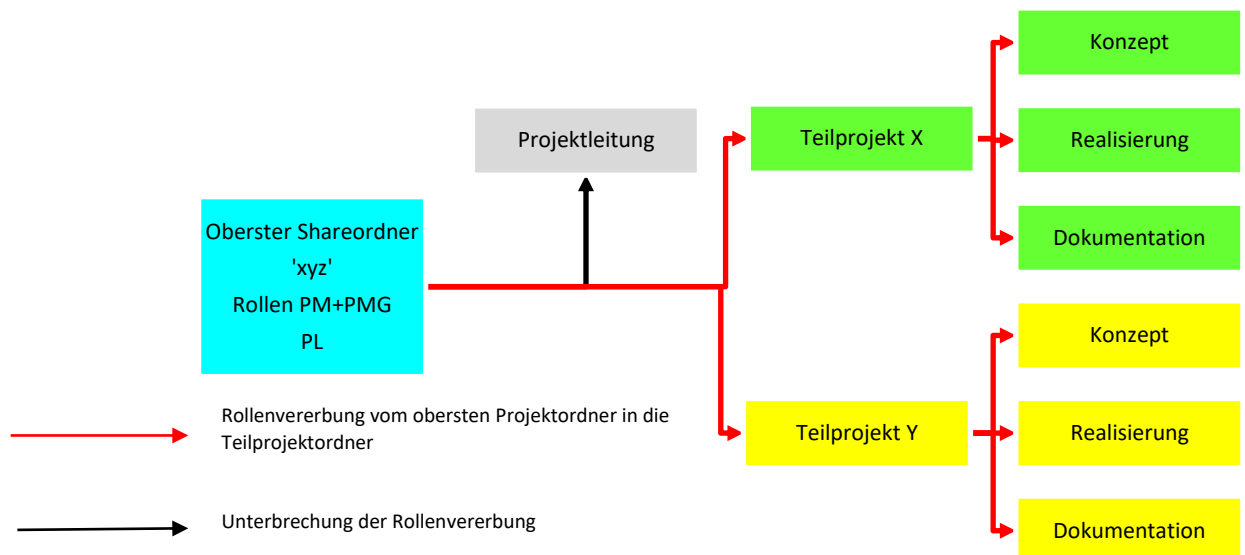 Konzept
Projektleitung
Teilprojekt X
Realisierung
Oberster Shareordner
'xyz'
Rollen PM+PMG
PL
Dokumentation
Konzept
Rollenvererbung vom obersten Projektordner in die
Teilprojektordner
Teilprojekt Y
Realisierung
Unterbrechung der Rollenvererbung
Dokumentation